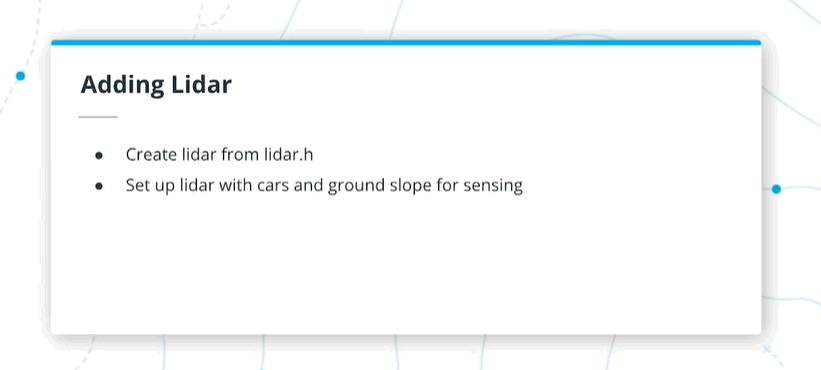 Adding Lidar
● Create lidar from lidar.h
● Set up lidar with cars and ground slope for sensing